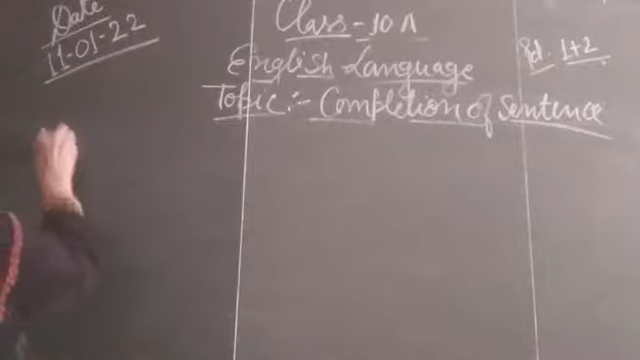 Date
11-01-22
Class - 10 A
English Language
Pd. 1+2.
Topic :- Completion of Sentence